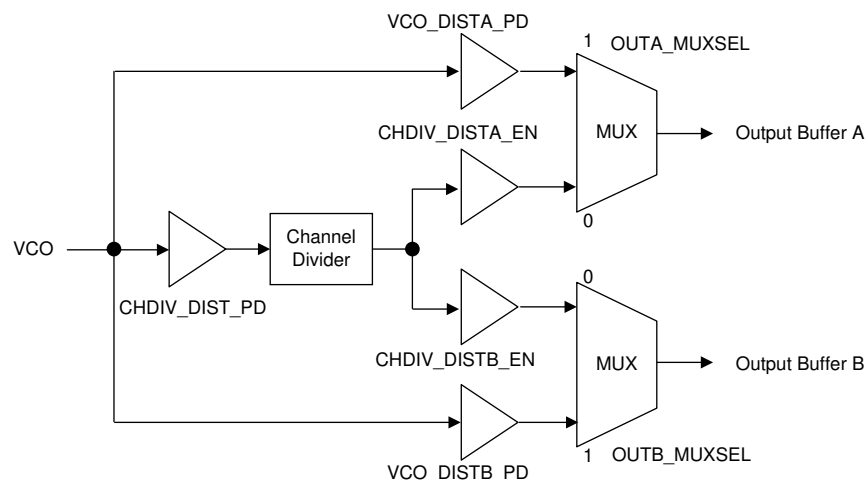 VCO_DISTA_PD
1 OUTA_MUXSEL
CHDIV_DISTA_EN
MUX
Output Buffer A
0
VCO
Channel
Divider
CHDIV_DIST_PD
0
CHDIV_DISTB_EN
MUX
Output Buffer B
1 OUTB_MUXSEL
VCO_DISTB_PD